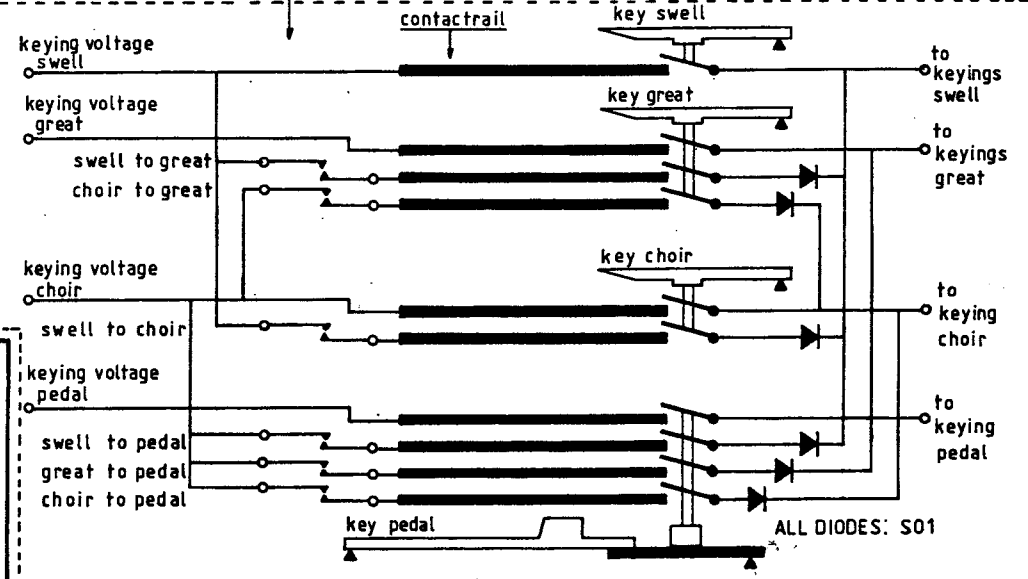 contactrail
key swell
keying voltage
swell
to
keyings
swell
keying voltage
great
key great
to
keyings
great
swell to great
choir to great
keying voltage
choir
key choir
to
keying
choir
swell to choir
keying voltage
pedal
to
keying
pedal
swell to pedal
great to pedal
choir to pedal
key pedal
ALL DIODES: S01